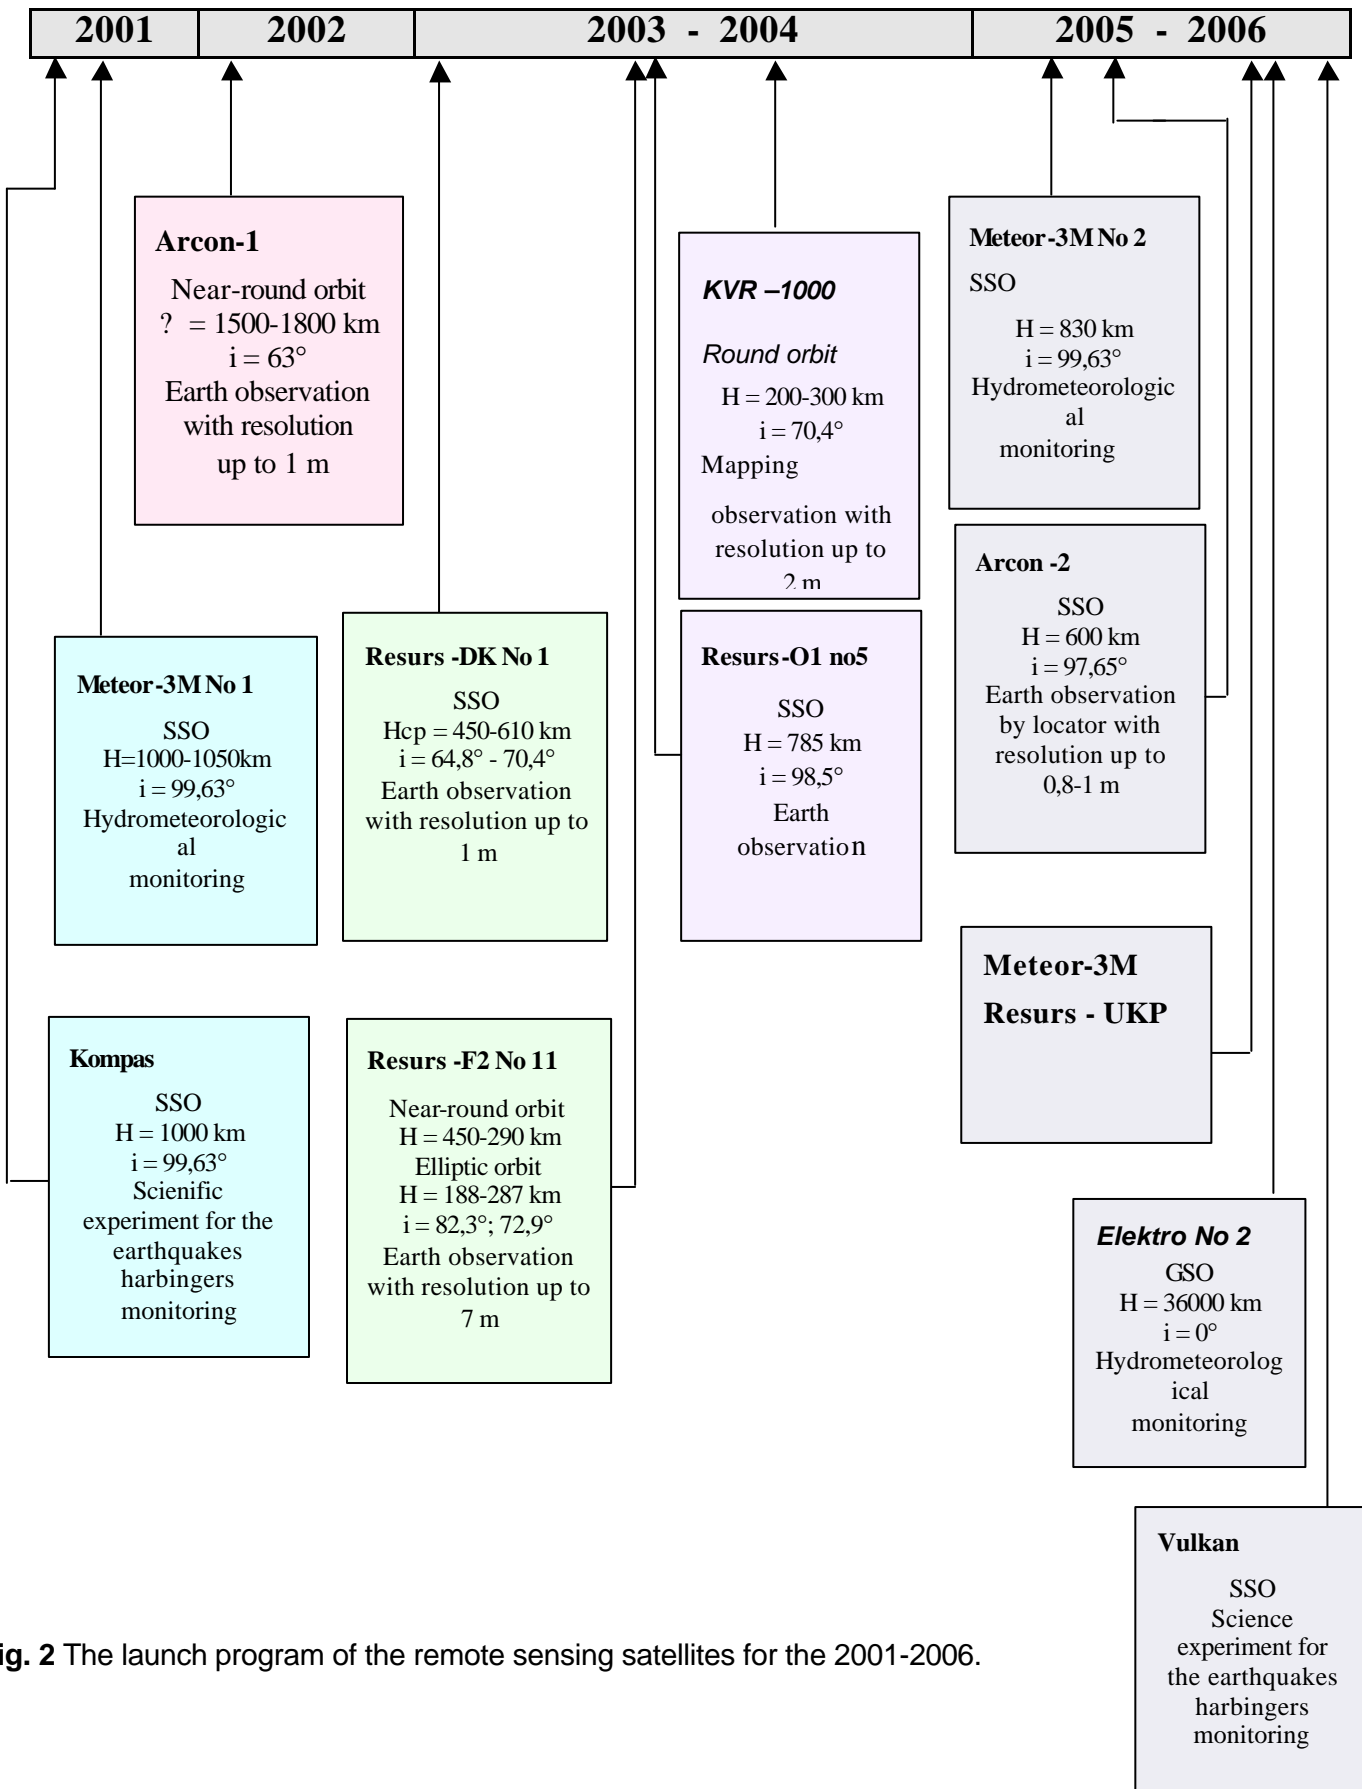 2001 2002 2003 - 2004 2005 - 2006
Arcon-1
Near-round orbit
? = 1500-1800 km
i = 63°
Earth observation
with resolution
up to 1 m
KVR –1000
Round orbit
H = 200-300 km
i = 70,4°
Mapping
observation with
resolution up to
2 m
Meteor-3M No 2
SSO
H = 830 km
i = 99,63°
Hydrometeorologic
al
monitoring
Arcon -2
SSO
H = 600 km
i = 97,65°
Earth observation
by locator with
resolution up to
0,8-1 m
Meteor-3M No 1
SSO
H=1000-1050km
i = 99,63°
Hydrometeorologic
al
monitoring
Resurs -DK No 1
SSO
Hcp = 450-610 km
i = 64,8° - 70,4°
Earth observation
with resolution up to
1 m
Resurs-O1 no5
SSO
H = 785 km
i = 98,5°
Earth
observation
Meteor-3M
Resurs - UKP
Kompas
SSO
H = 1000 km
i = 99,63°
Scienific
experiment for the
earthquakes
harbingers
monitoring
Resurs -F2 No 11
Near-round orbit
H = 450-290 km
Elliptic orbit
H = 188-287 km
i = 82,3°; 72,9°
Earth observation
with resolution up to
7 m
Elektro No 2
GSO
H = 36000 km
i = 0°
Hydrometeorolog
ical
monitoring
Vulkan
SSO
Science
experiment for
the earthquakes
harbingers
monitoring
ig. 2 The launch program of the remote sensing satellites for the 2001-2006.